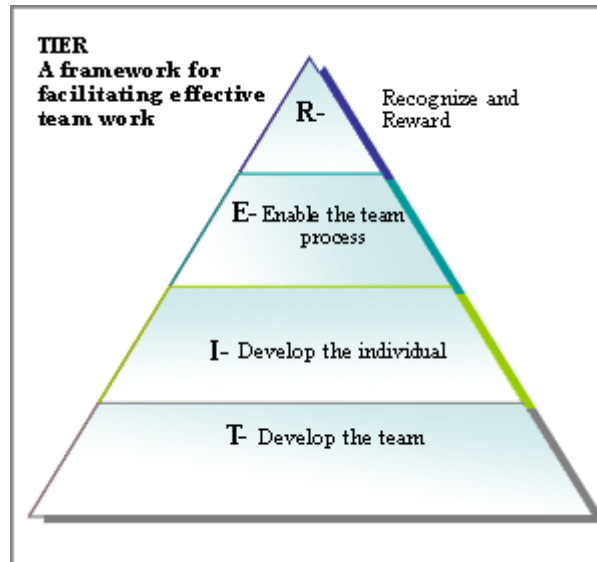 TIER
A framework for
facilitating effective
team work
Recognize and
Reward
R-
E- Enable the team
process
I- Develop the individual
T- Develop the team